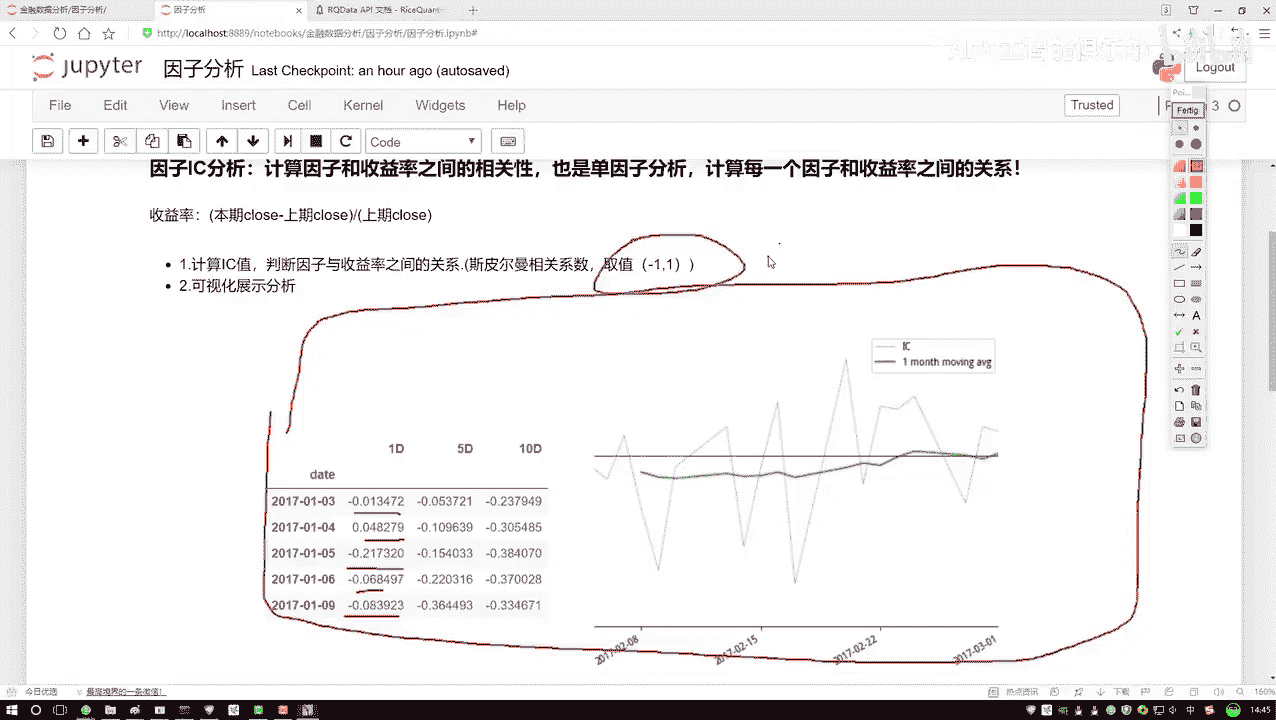 金融数据分析/因子分析/
因子分析
RQData API 文档 - RiceQuant
http://localhost:8889/notebooks/金融数据分析/因子分析/因子分析.ipynb#
jupyter 因子分析 Last Checkpoint: an hour ago (autosaved)
Logout
File Edit View Insert Cell Kernel Widgets Help
Trusted
3
Code
Fertig
因子IC分析：计算因子和收益率之间的相关性，也是单因子分析，计算每一个因子和收益率之间的关系！
收益率：(本期close-上期close)/(上期close)
1.计算IC值，判断因子与收益率之间的关系.(斯皮尔曼相关系数，取值（-1,1））
2.可视化展示分析
IC
1 month moving avg
1D 5D 10D
date
2017-01-03 -0.013472 -0.053721 -0.237949
2017-01-04 0.048279 -0.109639 -0.305485
2017-01-05 -0.217320 -0.154033 -0.384070
2017-01-06 -0.068497 -0.220316 -0.370028
2017-01-09 -0.083923 -0.364493 -0.334671
2017-02-08 2017-02-15 2017-02-22 2017-03-01
今日优选
热点资讯
下载
160%
中
14:45